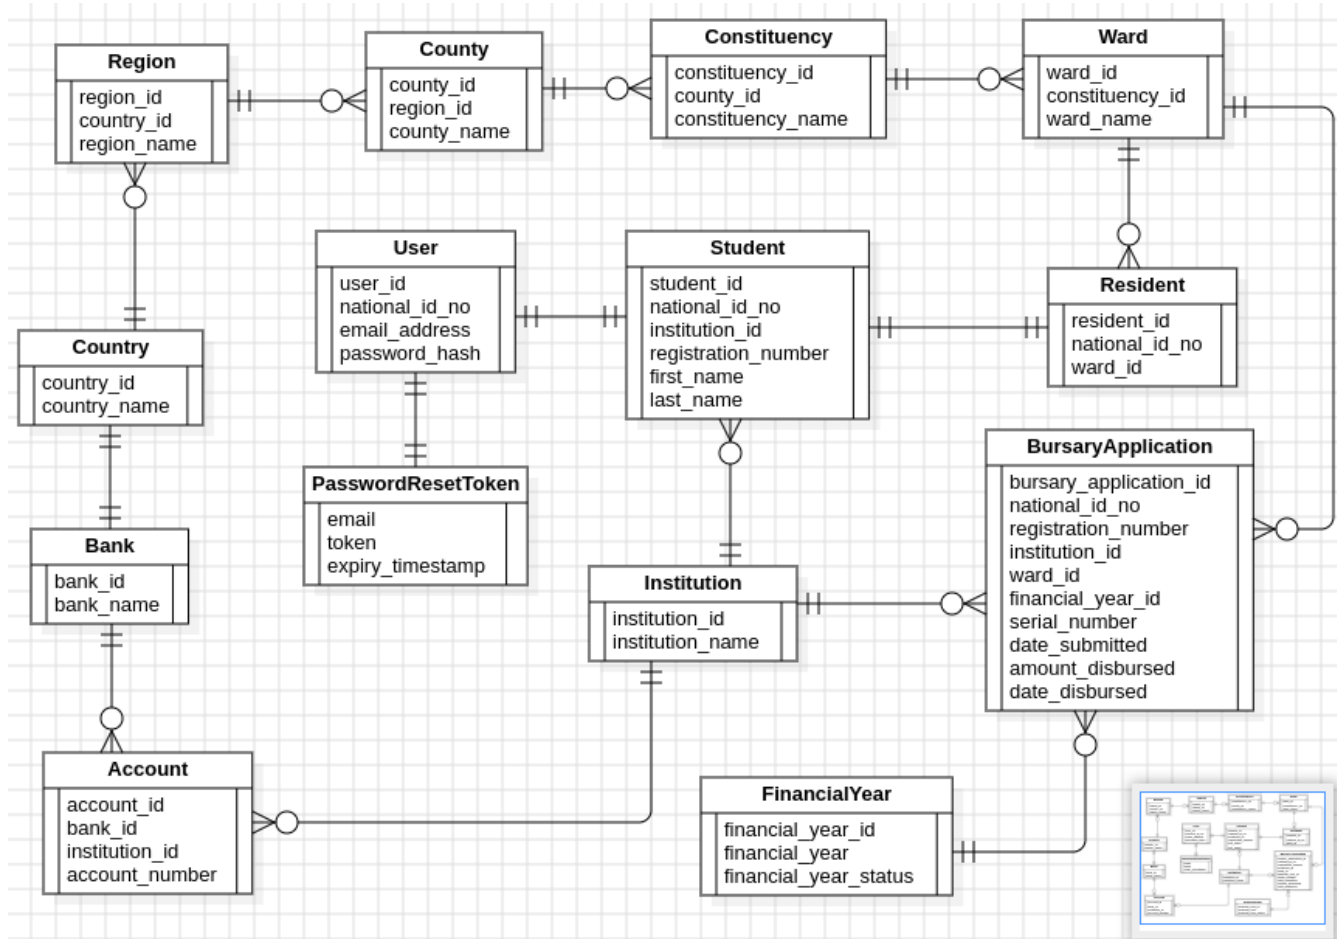 Region
region_id
country_id
region_name
County
county_id
region_id
county_name
Constituency
constituency_id
county_id
constituency_name
Ward
ward_id
constituency_id
ward_name
User
user_id
national_id_no
email_address
password_hash
Student
student_id
national_id_no
institution_id
registration_number
first_name
last_name
Resident
resident_id
national_id_no
ward_id
Country
country_id
country_name
PasswordResetToken
email
token
expiry_timestamp
BursaryApplication
bursary_application_id
national_id_no
registration_number
institution_id
ward_id
financial_year_id
serial_number
date_submitted
amount_disbursed
date_disbursed
Bank
bank_id
bank_name
Institution
institution_id
institution_name
Account
account_id
bank_id
institution_id
account_number
FinancialYear
financial_year_id
financial_year
financial_year_status